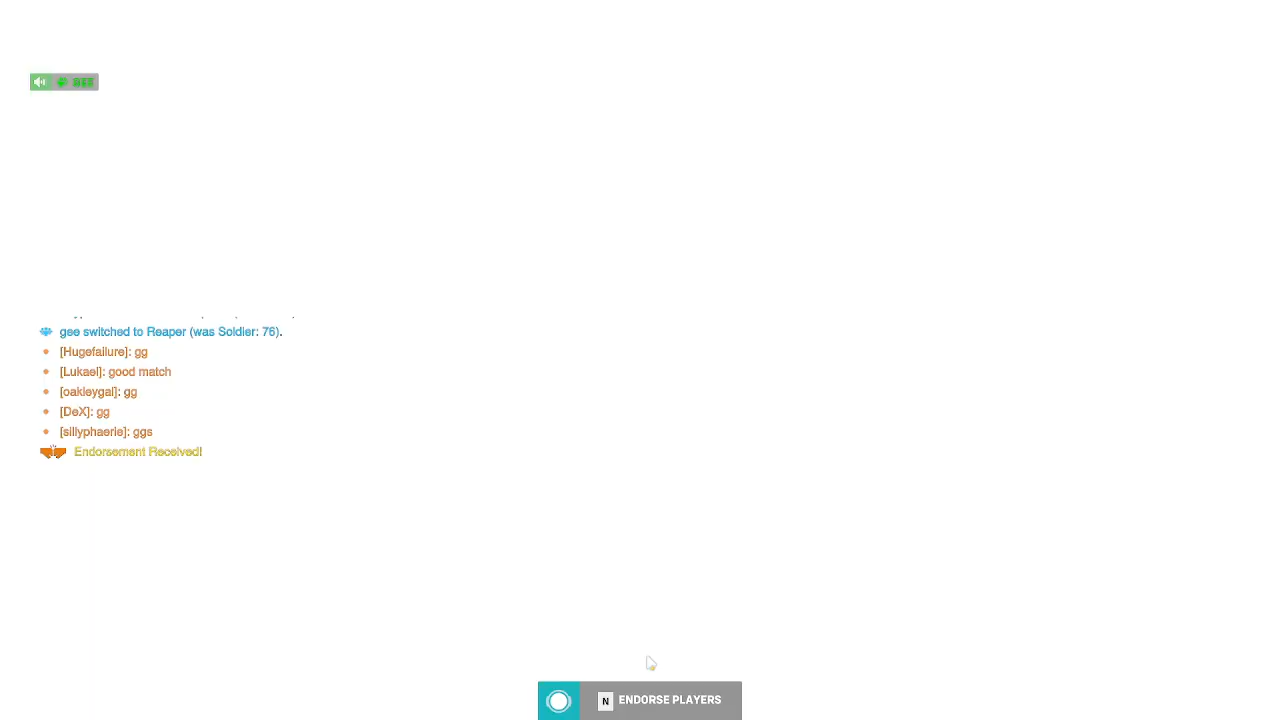 gee switched to Reaper (was Soldier: 76).
[Hugefailure]: gg
[Lukael]: good match
[oakleygal]: gg
[DeX]: gg
[sillyphaerie]: ggs
Endorsement Received!
N ENDORSE PLAYERS